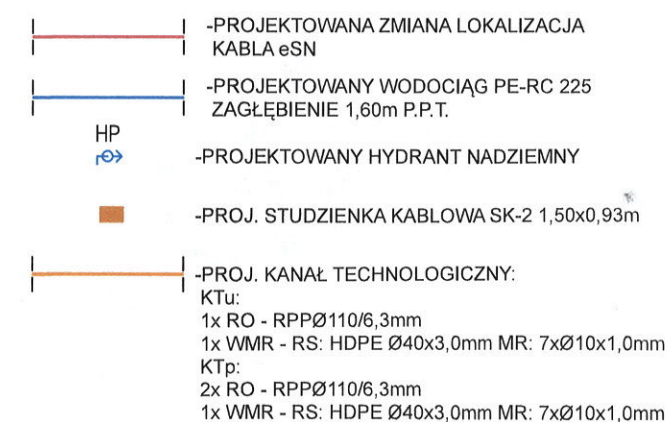 -PROJEKTOWANA ZMIANA LOKALIZACJA
KABLA eSN
-PROJEKTOWANY WODOCIĄG PE-RC 225
ZAGŁĘBIENIE 1,60m P.P.T.
HP
-PROJEKTOWANY HYDRANT NADZIEMNY
-PROJ. STUDZIENKA KABLOWA SK-2 1,50x0,93m
-PROJ. KANAŁ TECHNOLOGICZNY:
KTu:
1x RO - RPPØ110/6,3mm
1x WMR - RS: HDPE Ø40x3,0mm MR: 7xØ10x1,0mm
KTp:
2x RO - RPPØ110/6,3mm
1x WMR - RS: HDPE Ø40x3,0mm MR: 7xØ10x1,0mm